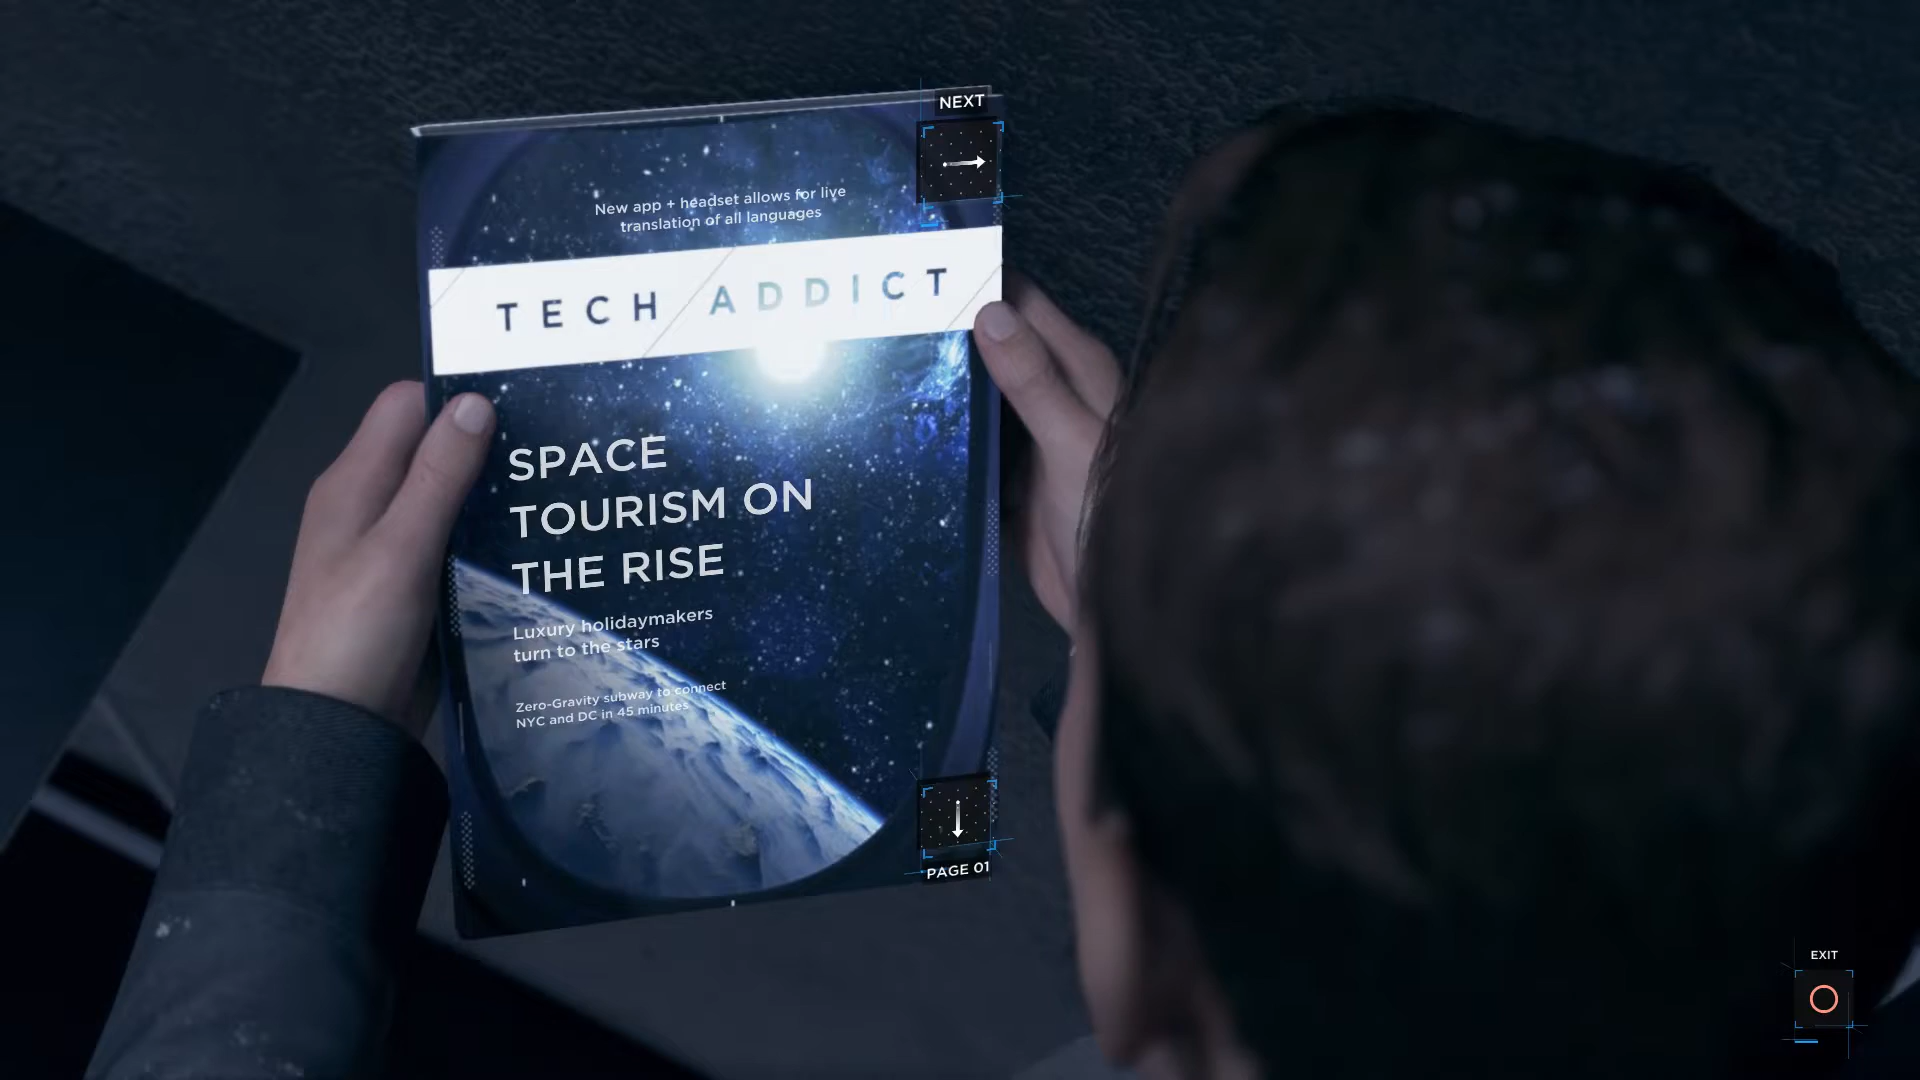 NEXT
New app + headset allows for live
translation of all languages
TECH ADDICT
SPACE
TOURISM ON
THE RISE
Luxury holidaymakers
turn to the stars
Zero-Gravity subway to connect
NYC and DC in 45 minutes
PAGE 01
EXIT